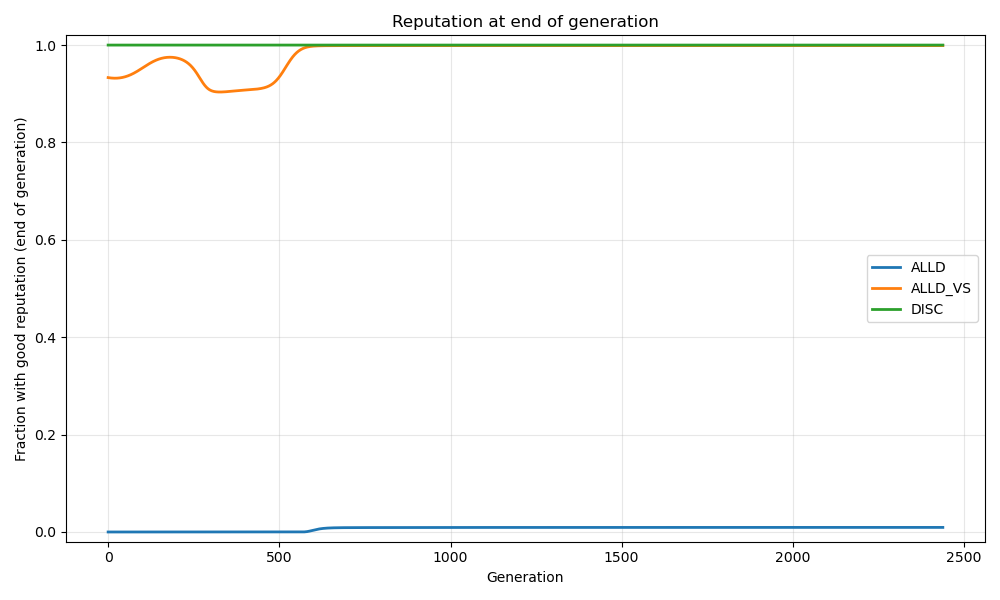 Reputation at end of generation
Fraction with good reputation (end of generation)
1.0
0.8
0.6
0.4
0.2
0.0
ALLD
ALLD_VS
DISC
0 500 1000 1500 2000 2500
Generation